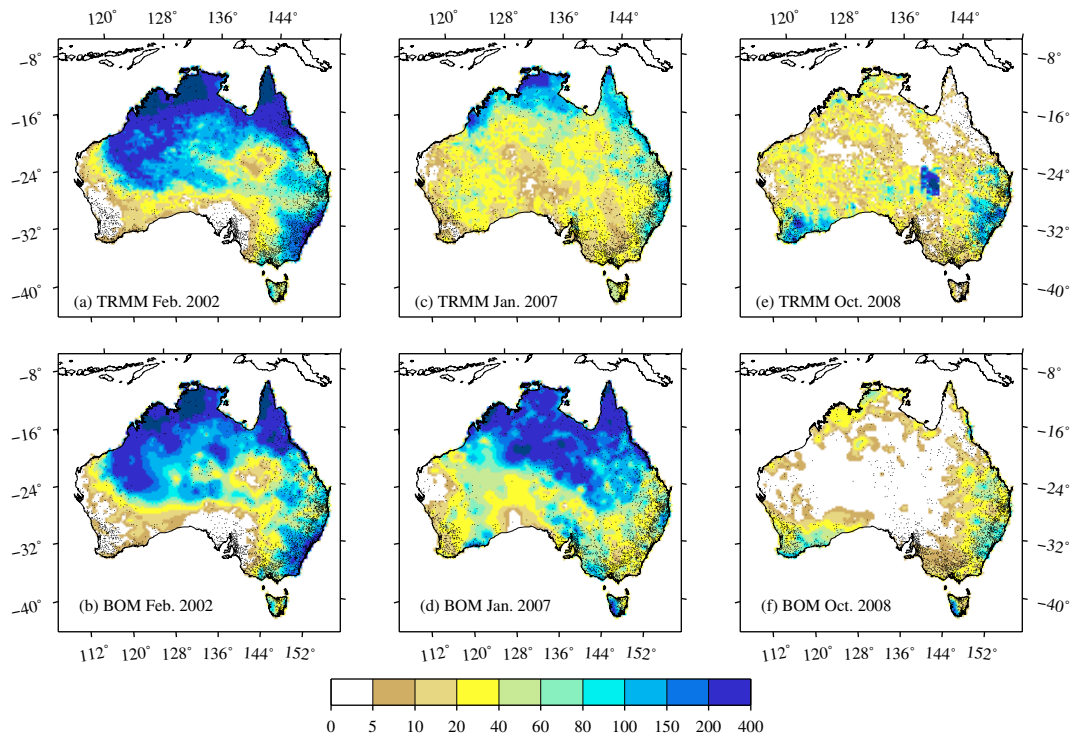 120° 128° 136° 144°
120° 128° 136° 144°
120° 128° 136° 144°
−8° −8°
−16° −16°
−24° −24°
−32° −32°
−40° −40°
(a) TRMM Feb. 2002
(c) TRMM Jan. 2007
(e) TRMM Oct. 2008
−8° −8°
−16° −16°
−24° −24°
−32° −32°
−40° −40°
(b) BOM Feb. 2002
(d) BOM Jan. 2007
(f) BOM Oct. 2008
112° 120° 128° 136° 144° 152°
112° 120° 128° 136° 144° 152°
112° 120° 128° 136° 144° 152°
0 5 10 20 40 60 80 100 150 200 400